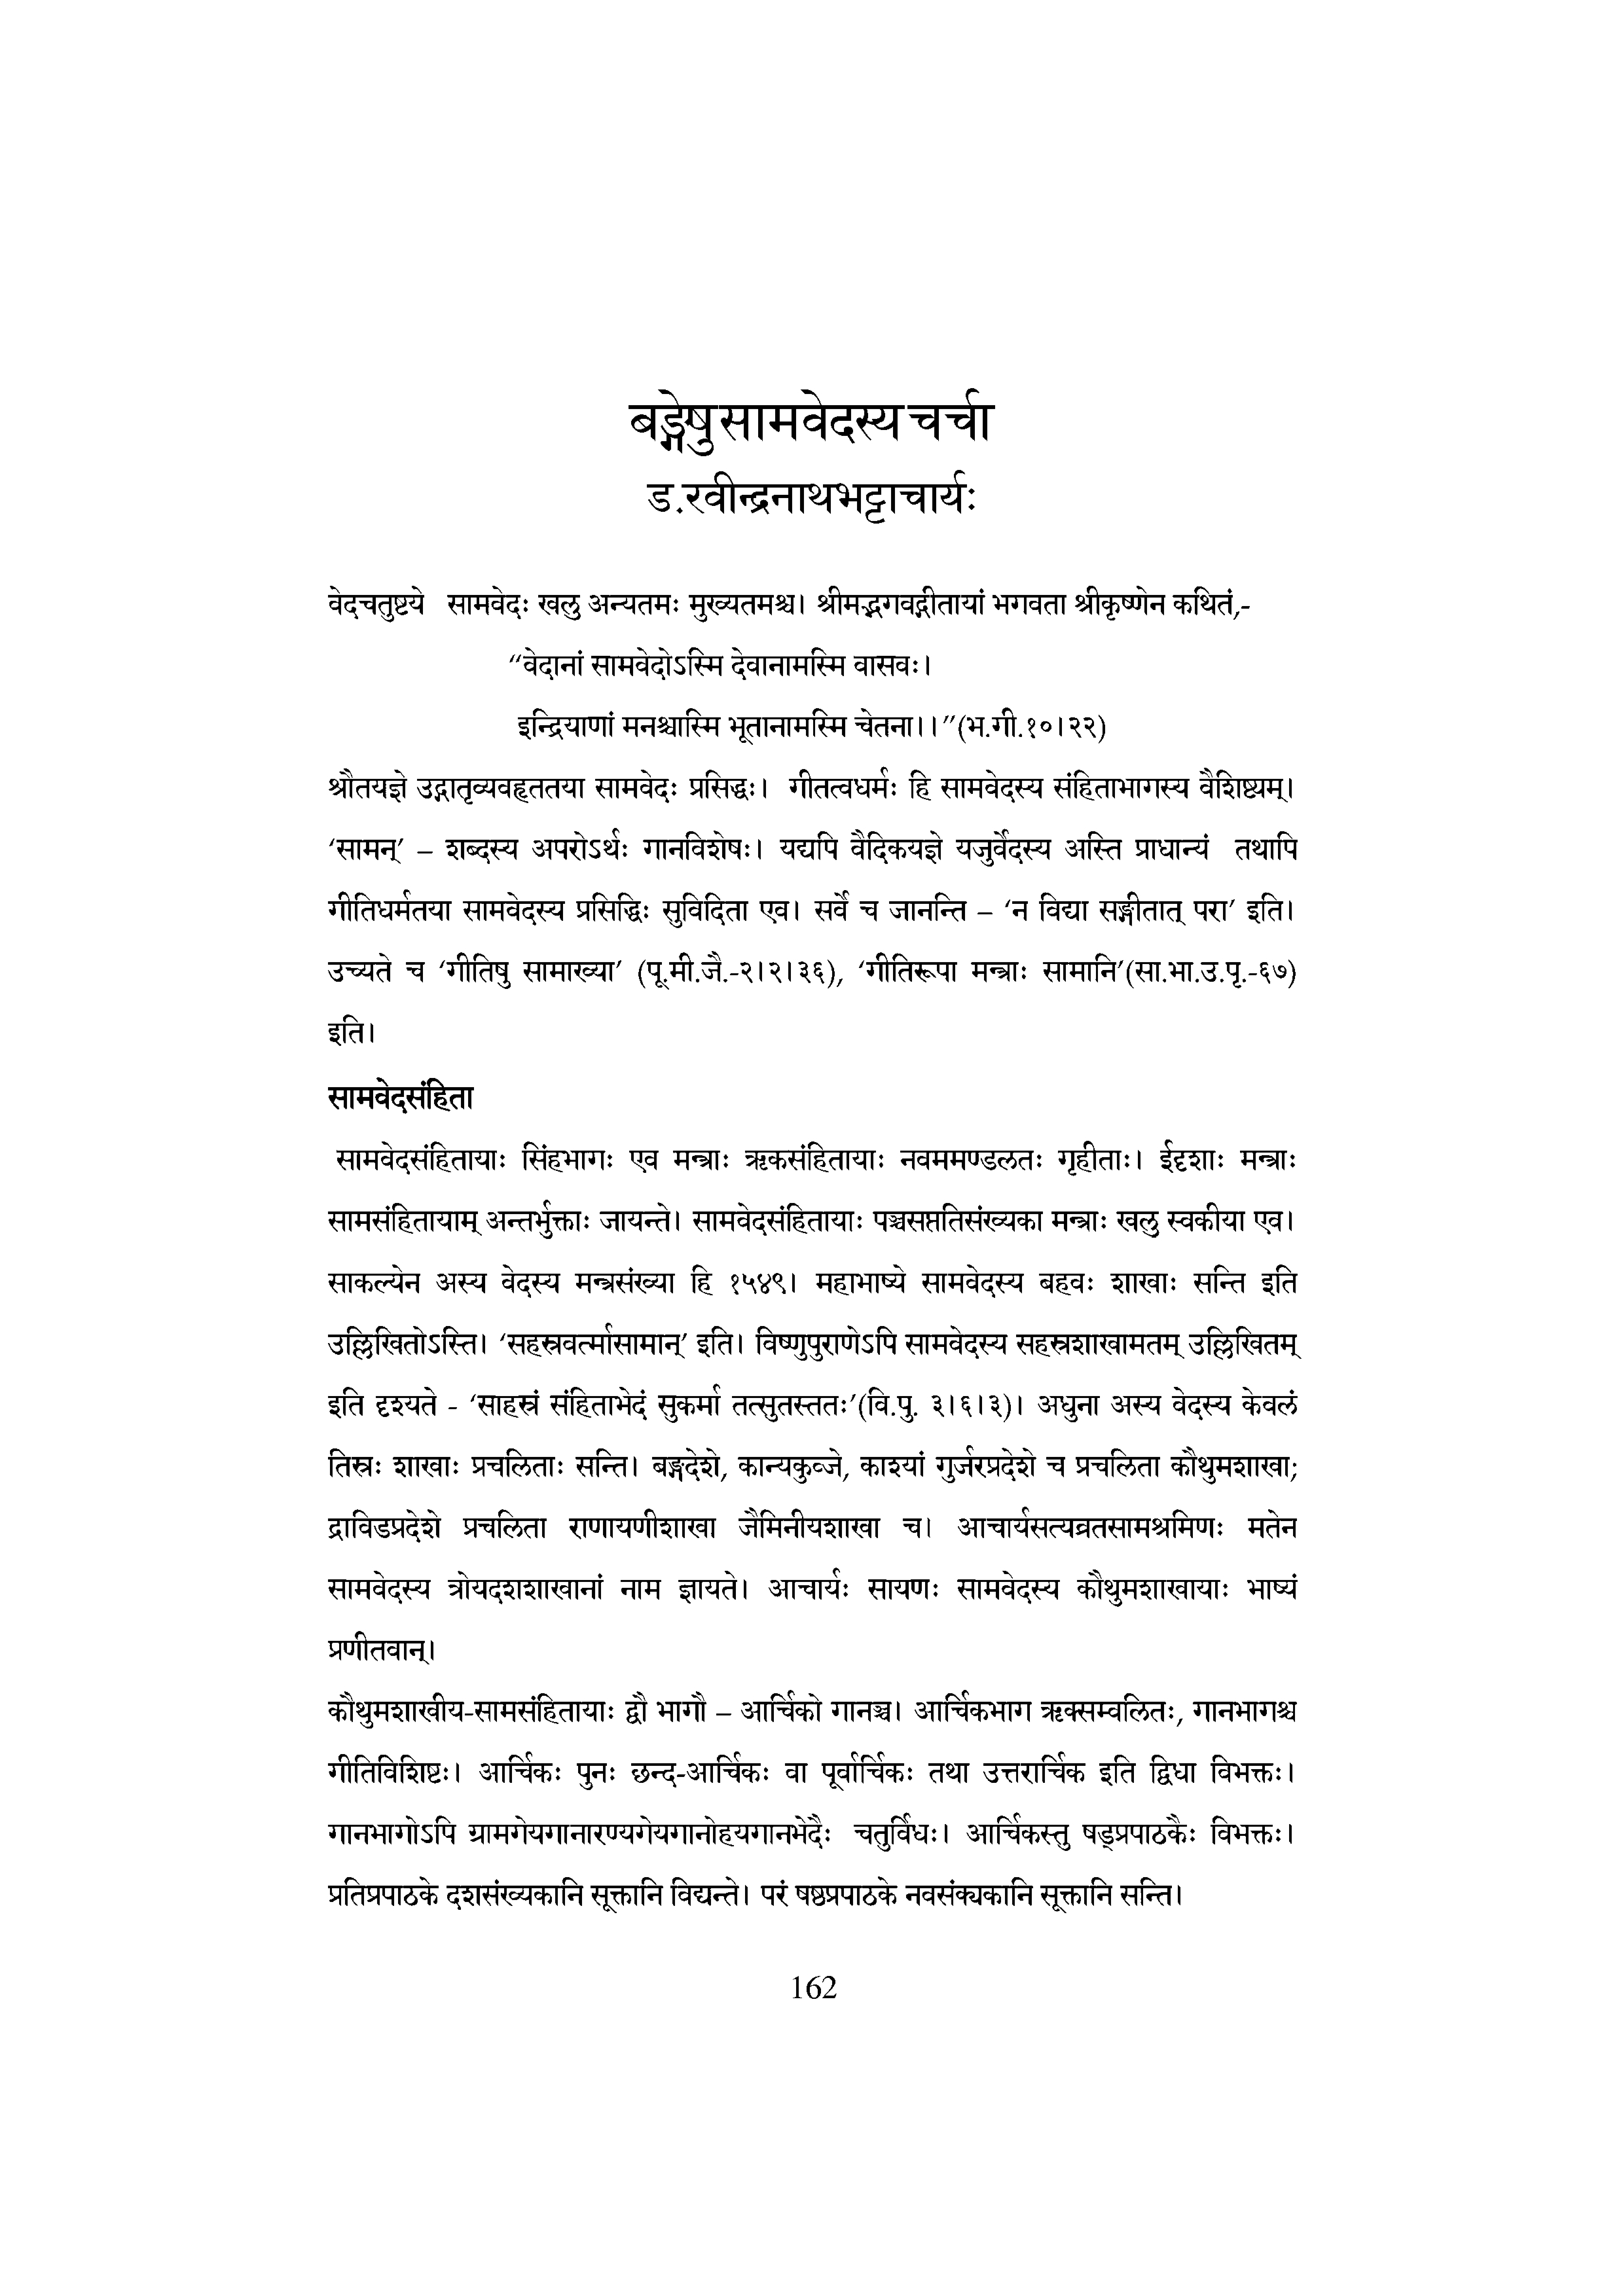 बङ्गेषु सामवेदस्य चर्चा
ड.रवीन्द्रनाथभट्टाचार्यः
वेदचतुष्टये सामवेदः खलु अन्यतमः मुख्यतमश्च। श्रीमद्भगवद्गीतायां भगवता श्रीकृष्णेन कथितं,-
“वेदानां सामवेदोऽस्मि देवानामस्मि वासवः।
इन्द्रियाणां मनश्चास्मि भूतानामस्मि चेतना।।”(भ.गी.१०।२२)
श्रौतयज्ञे उद्गातृव्यवहृततया सामवेदः प्रसिद्धः। गीतत्वधर्मः हि सामवेदस्य संहिताभागस्य वैशिष्ट्यम्।
‘सामन्’ – शब्दस्य अपरोऽर्थः गानविशेषः। यद्यपि वैदिकयज्ञे यजुर्वेदस्य अस्ति प्राधान्यं तथापि
गीतिधर्मतया सामवेदस्य प्रसिद्धिः सुविदिता एव। सर्वे च जानन्ति – ‘न विद्या सङ्गीतात् परा’ इति।
उच्यते च ‘गीतिषु सामाख्या’ (पू.मी.जै.-२।२।३६), ‘गीतिरूपा मन्त्राः सामानि’(सा.भा.उ.पृ.-६७)
इति।
सामवेदसंहिता
सामवेदसंहितायाः सिंहभागः एव मन्त्राः ऋकसंहितायाः नवममण्डलतः गृहीताः। ईदृशाः मन्त्राः
सामसंहितायाम् अन्तर्भुक्ताः जायन्ते। सामवेदसंहितायाः पञ्चसप्ततिसंख्यका मन्त्राः खलु स्वकीया एव।
साकल्येन अस्य वेदस्य मन्त्रसंख्या हि १५४९। महाभाष्ये सामवेदस्य बहवः शाखाः सन्ति इति
उल्लिखितोऽस्ति। ‘सहस्रवर्त्मासामान्’ इति। विष्णुपुराणेऽपि सामवेदस्य सहस्रशाखामतम् उल्लिखितम्
इति दृश्यते - ‘साहस्रं संहिताभेदं सुकर्मा तत्सुतस्ततः’(वि.पु. ३।६।३)। अधुना अस्य वेदस्य केवलं
तिस्रः शाखाः प्रचलिताः सन्ति। बङ्गदेशे, कान्यकुब्जे, काश्यां गुर्जरप्रदेशे च प्रचलिता कौथुमशाखा;
द्राविडप्रदेशे प्रचलिता राणायणीशाखा जैमिनीयशाखा च। आचार्यसत्यव्रतसामश्रमिणः मतेन
सामवेदस्य त्रोयदशशाखानां नाम ज्ञायते। आचार्यः सायणः सामवेदस्य कौथुमशाखायाः भाष्यं
प्रणीतवान्।
कौथुमशाखीय-सामसंहितायाः द्वौ भागौ – आर्चिको गानञ्च। आर्चिकभाग ऋक्सम्वलितः, गानभागश्च
गीतिविशिष्टः। आर्चिकः पुनः छन्द-आर्चिकः वा पूर्वार्चिकः तथा उत्तरार्चिक इति द्विधा विभक्तः।
गानभागोऽपि ग्रामगेयगानारण्यगेयगानोहयगानभेदैः चतुर्विधः। आर्चिकस्तु षड्प्रपाठकैः विभक्तः।
प्रतिप्रपाठके दशसंख्यकानि सूक्तानि विद्यन्ते। परं षष्ठप्रपाठके नवसंक्यकानि सूक्तानि सन्ति।
162